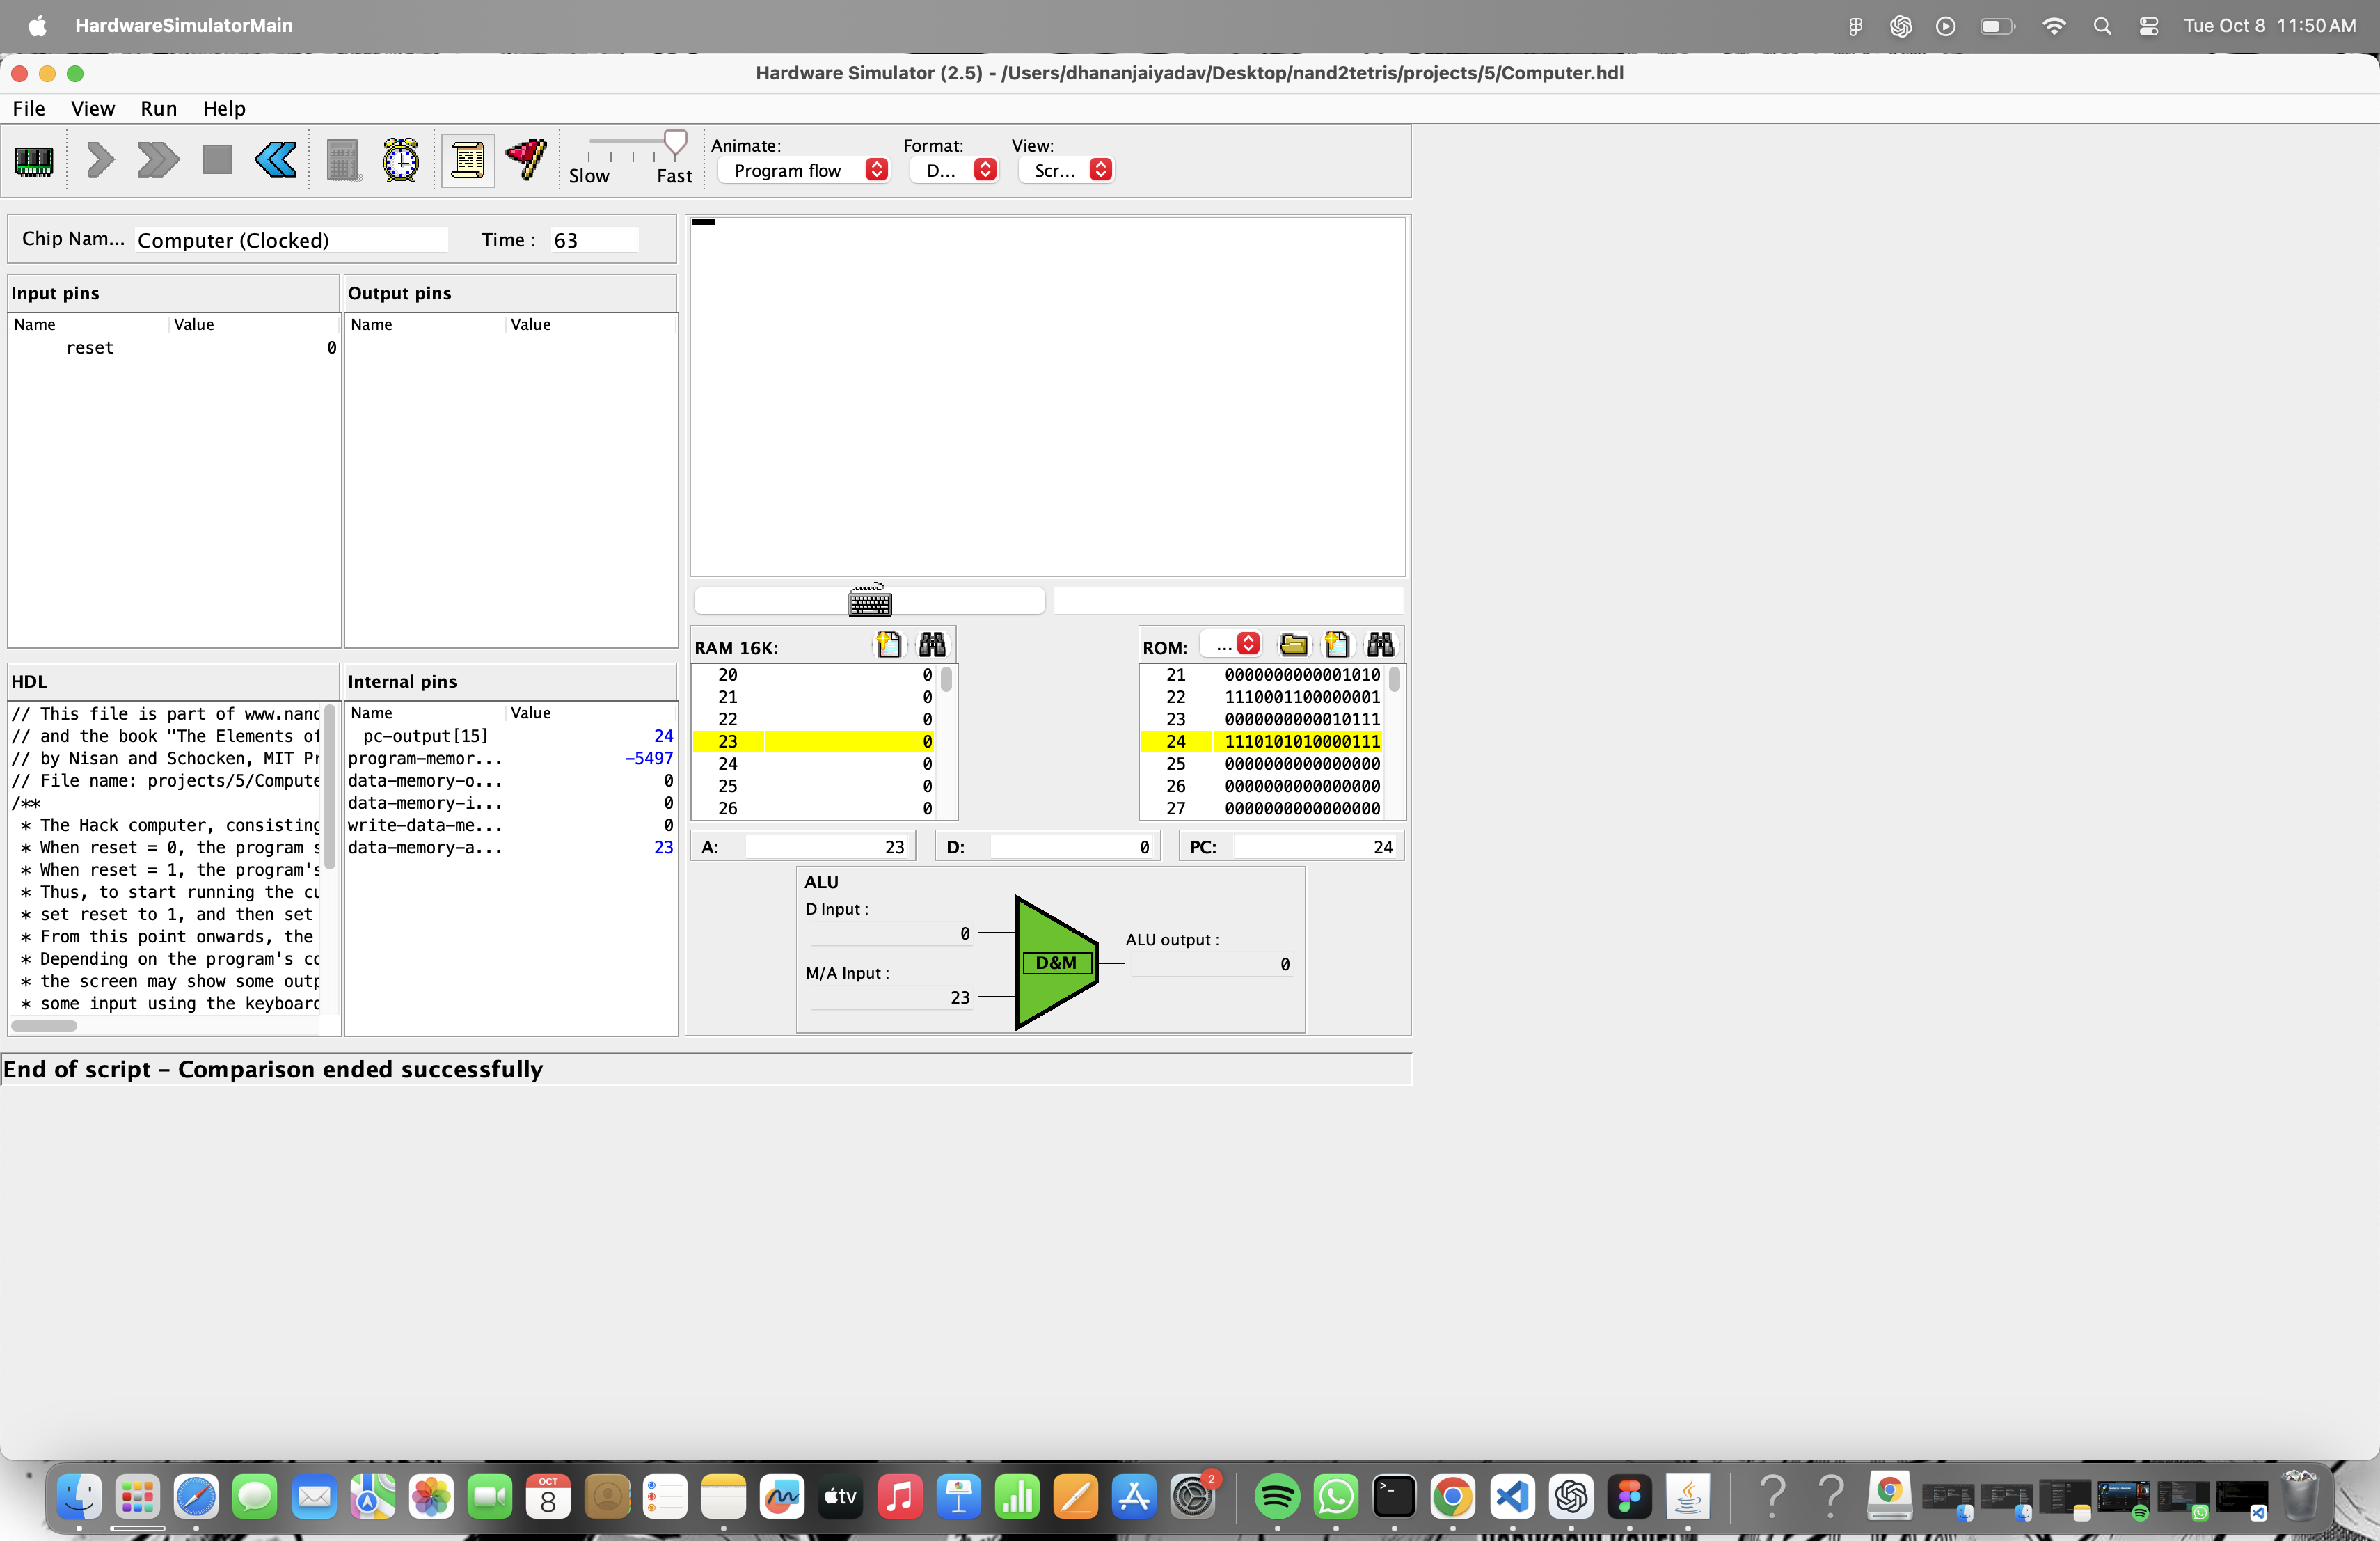 HardwareSimulatorMain
Tue Oct 8 11:50 AM
Hardware Simulator (2.5) - /Users/dhananjaiyadav/Desktop/nand2tetris/projects/5/Computer.hdl
File View Run Help
Slow Fast
Animate: Format: View:
Program flow D... Scr...
Chip Nam... Computer (Clocked) Time : 63
Input pins
Name Value
reset 0
Output pins
Name Value
HDL
// This file is part of www.nand
// and the book "The Elements of
// by Nisan and Schocken, MIT Pr
// File name: projects/5/Compute
/**
* The Hack computer, consisting
* When reset = 0, the program s
* When reset = 1, the program's
* Thus, to start running the cu
* set reset to 1, and then set
* From this point onwards, the
* Depending on the program's co
* the screen may show some outp
* some input using the keyboard
Internal pins
Name Value
pc-output[15] 24
program-memor... -5497
data-memory-o... 0
data-memory-i... 0
write-data-me... 0
data-memory-a... 23
RAM 16K:
20 0
21 0
22 0
23 0
24 0
25 0
26 0
ROM: ...
21 0000000000001010
22 1110001100000001
23 0000000000010111
24 1110101010000111
25 0000000000000000
26 0000000000000000
27 0000000000000000
A: 23 D: 0 PC: 24
ALU
D Input :
0
M/A Input :
23
D&M
ALU output :
0
End of script – Comparison ended successfully
OCT
8
tv
2